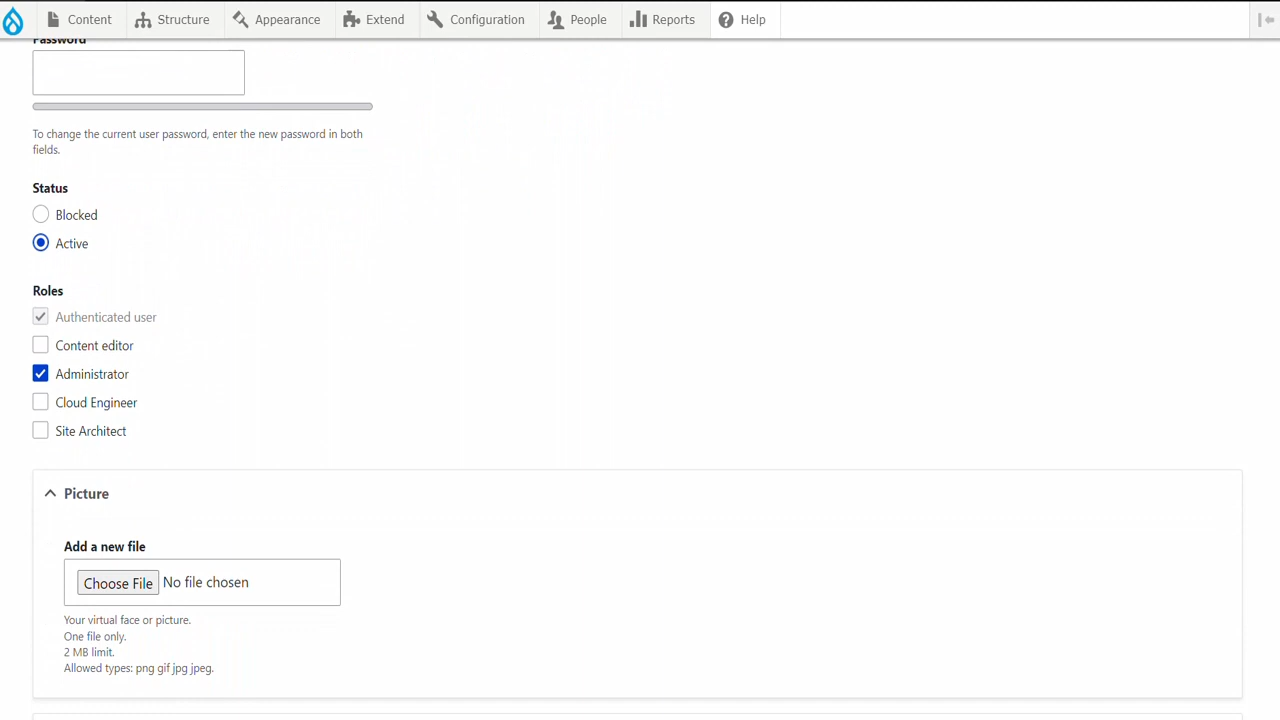 Content
Structure
Appearance
Extend
Configuration
People
Reports
Help
Password
To change the current user password, enter the new password in both
fields.
Status
Blocked
Active
Roles
Authenticated user
Content editor
Administrator
Cloud Engineer
Site Architect
Picture
Add a new file
Choose File No file chosen
Your virtual face or picture.
One file only.
2 MB limit.
Allowed types: png gif jpg jpeg.